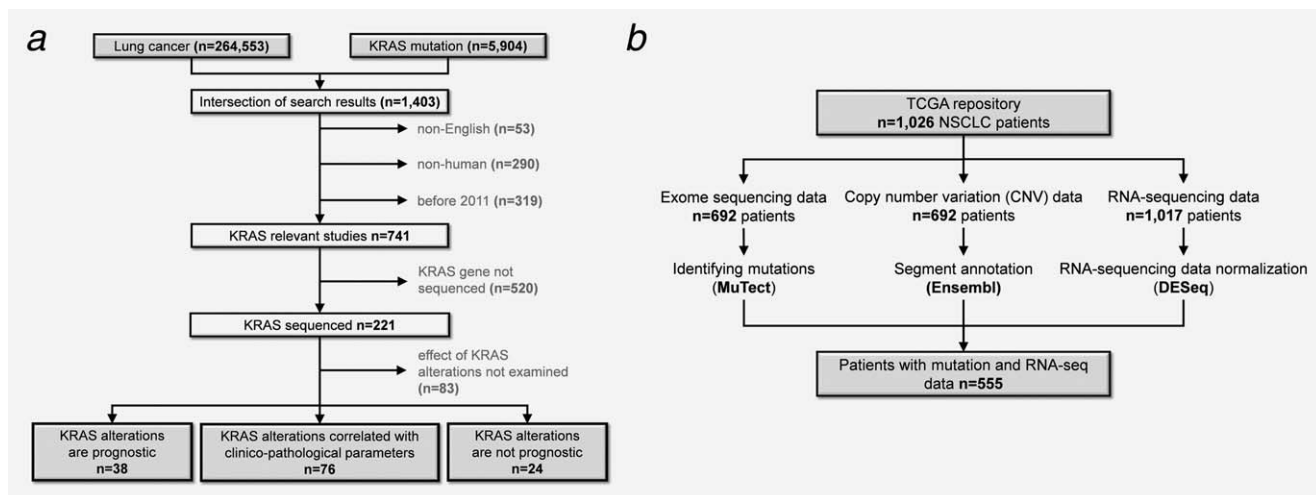 a
Lung cancer (n=264,553)
KRAS mutation (n=5,904)
Intersection of search results (n=1,403)
non-English (n=53)
non-human (n=290)
before 2011 (n=319)
KRAS relevant studies n=741
KRAS gene not
sequenced (n=520)
KRAS sequenced n=221
effect of KRAS
alterations not examined
(n=83)
KRAS alterations
are prognostic
n=38
KRAS alterations correlated with
clinico-pathological parameters
n=76
KRAS alterations
are not prognostic
n=24
b
TCGA repository
n=1,026 NSCLC patients
Exome sequencing data
n=692 patients
Copy number variation (CNV) data
n=692 patients
RNA-sequencing data
n=1,017 patients
Identifying mutations
(MuTect)
Segment annotation
(Ensembl)
RNA-sequencing data normalization
(DESeq)
Patients with mutation and RNA-seq
data n=555